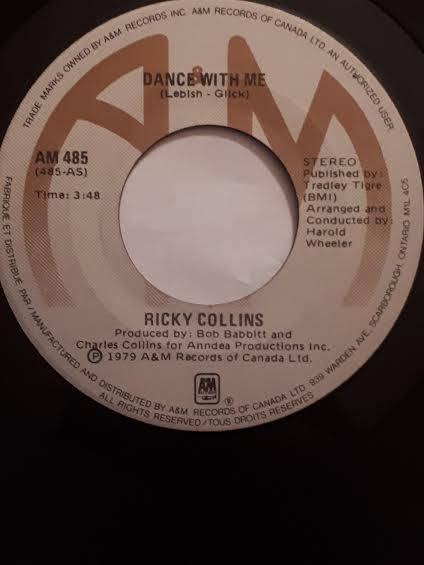 TRADE MARKS OWNED BY A&M RECORDS INC. A&M RECORDS OF CANADA LTD. AN AUTHORIZED USER
DANCE WITH ME
(Lebish - Glick)
AM 485
(485-AS)
Time: 3:48
STEREO
Published by:
Tredley Tigre
(BMI)
Arranged and
Conducted by:
Harold
Wheeler
RICKY COLLINS
Produced by: Bob Babbitt and
Charles Collins for Anndea Productions Inc.
Ⓟ 1979 A&M Records of Canada Ltd.
A&M
®
FABRIQUE ET DISTRIBUE PAR / MANUFACTURED AND DISTRIBUTED BY A&M RECORDS OF CANADA LTD. 939 WARDEN AVE, SCARBOROUGH, ONTARIO M1L 4C5
ALL RIGHTS RESERVED / TOUS DROITS RESERVES